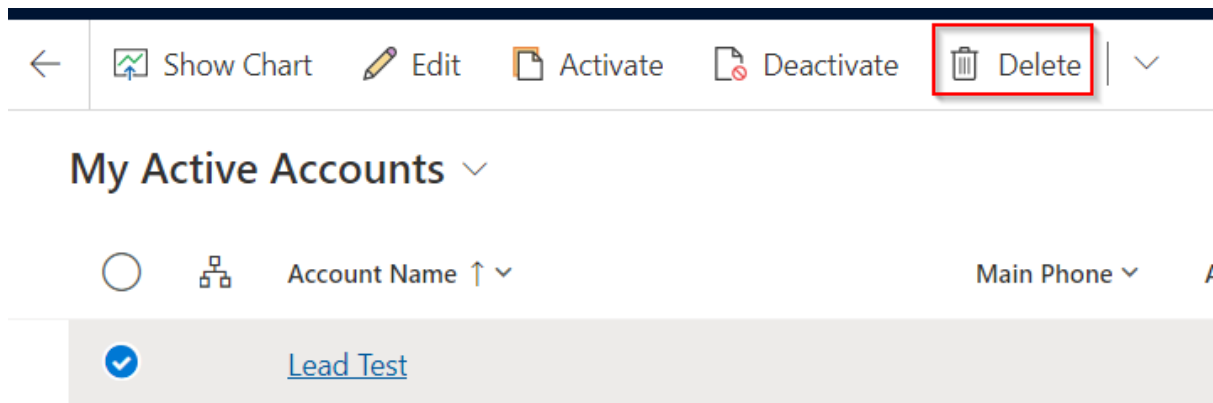 Show Chart Edit Activate Deactivate Delete
My Active Accounts
Account Name Main Phone
Lead Test